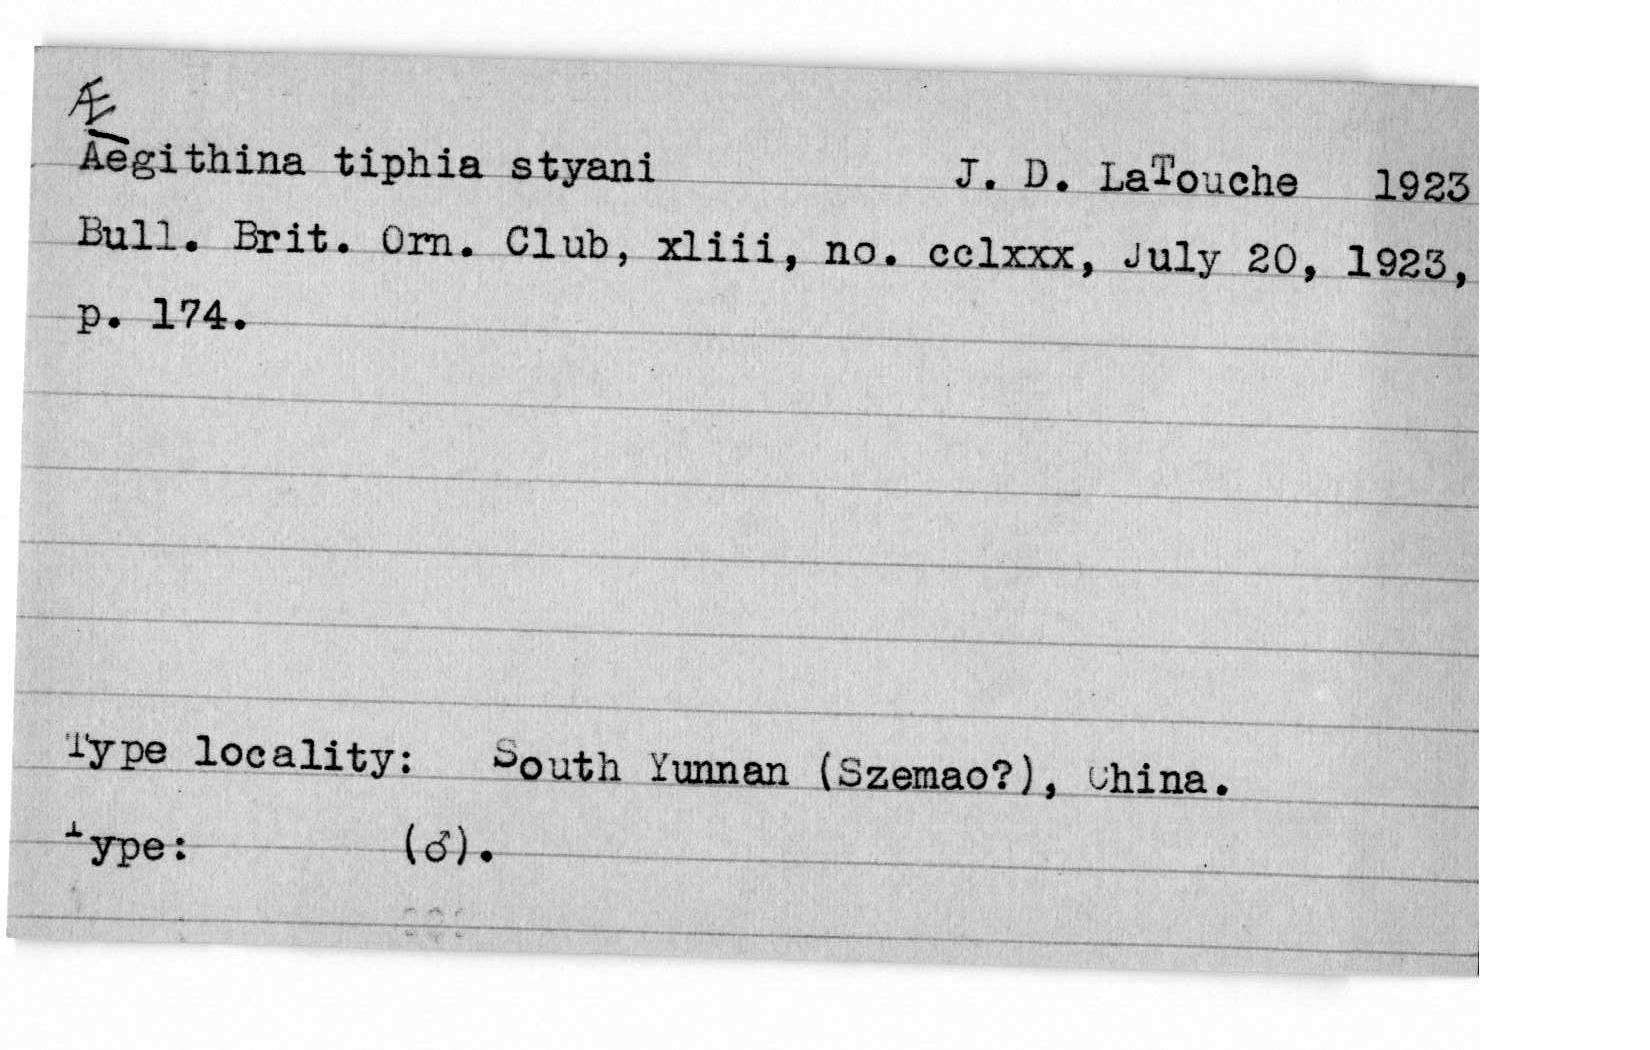 Æ
Aegithina tiphia styani J. D. LaTouche 1923
Bull. Brit. Orn. Club, xliii, no. cclxxx, July 20, 1923,
p. 174.
Type locality: South Yunnan (Szemao?), China.
Type: (♂).